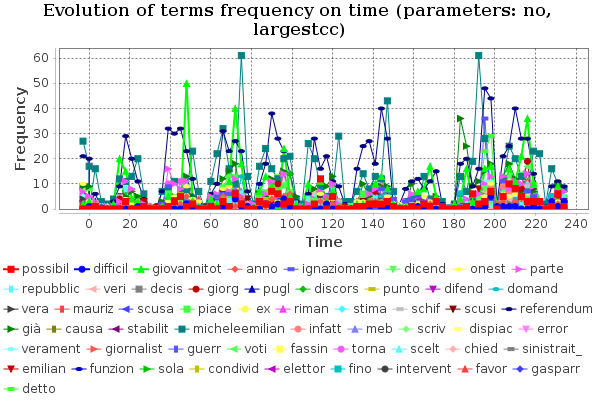 Evolution of terms frequency on time (parameters: no,
largestcc)
Frequency
60
50
40
30
20
10
0
0 20 40 60 80 100 120 140 160 180 200 220 240
Time
possibil difficil giovannitot anno ignaziomarin dicend onest parte
repubblic veri decis giorg pugl discors punto difend domand
vera mauriz scusa piace ex riman stima schif scusi referendum
già causa stabilit micheleemilian infatt meb scriv dispiac error
verament giornalist guerr voti fassin torna scelt chied sinistrait_
emilian funzion sola condivid elettor fino intervent favor gasparr
detto